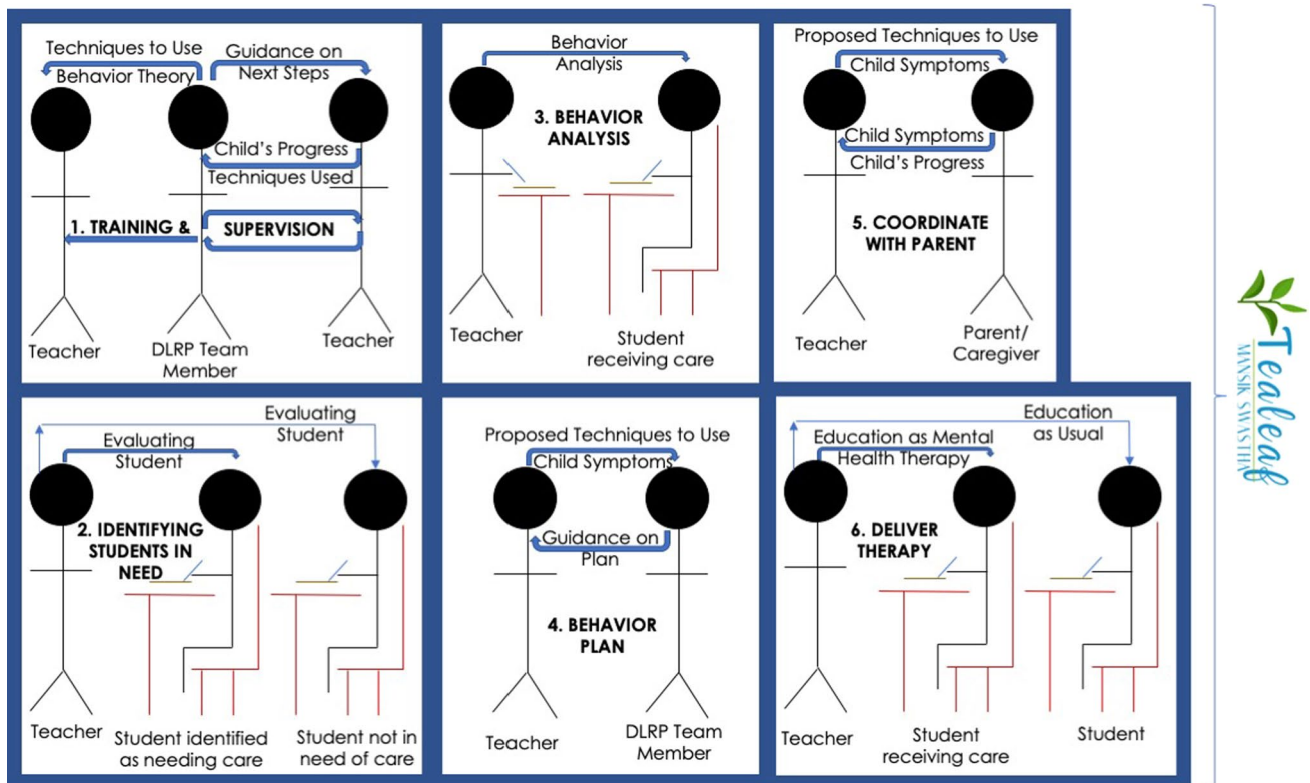 Techniques to Use
Behavior Theory
Guidance on
Next Steps
Child's Progress
Techniques Used
1. TRAINING &
SUPERVISION
Teacher
DLRP Team
Member
Teacher
Behavior
Analysis
3. BEHAVIOR
ANALYSIS
Teacher
Student
receiving care
Proposed Techniques to Use
Child Symptoms
Child Symptoms
Child's Progress
5. COORDINATE
WITH PARENT
Teacher
Parent/
Caregiver
Evaluating
Student
Evaluating
Student
2. IDENTIFYING
STUDENTS IN
NEED
Teacher
Student identified
as needing care
Student not in
need of care
Proposed Techniques to Use
Child Symptoms
Guidance on
Plan
4. BEHAVIOR
PLAN
Teacher
DLRP Team
Member
Education
as Usual
Education as Mental
Health Therapy
6. DELIVER
THERAPY
Teacher
Student
receiving care
Student
Tealeaf
MANSIK SWASTHA